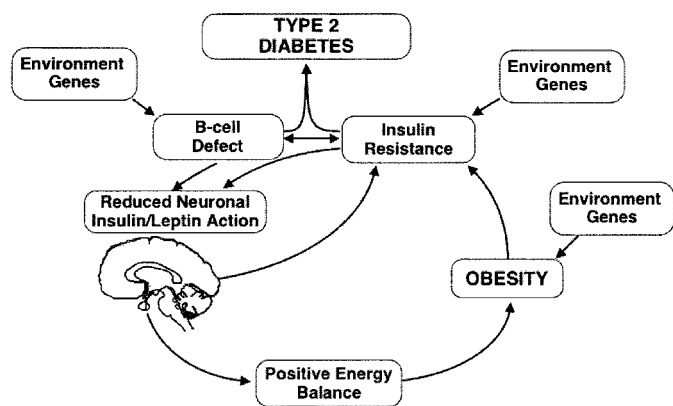 TYPE 2
DIABETES
Environment
Genes
Environment
Genes
B-cell
Defect
Insulin
Resistance
Reduced Neuronal
Insulin/Leptin Action
Environment
Genes
OBESITY
Positive Energy
Balance